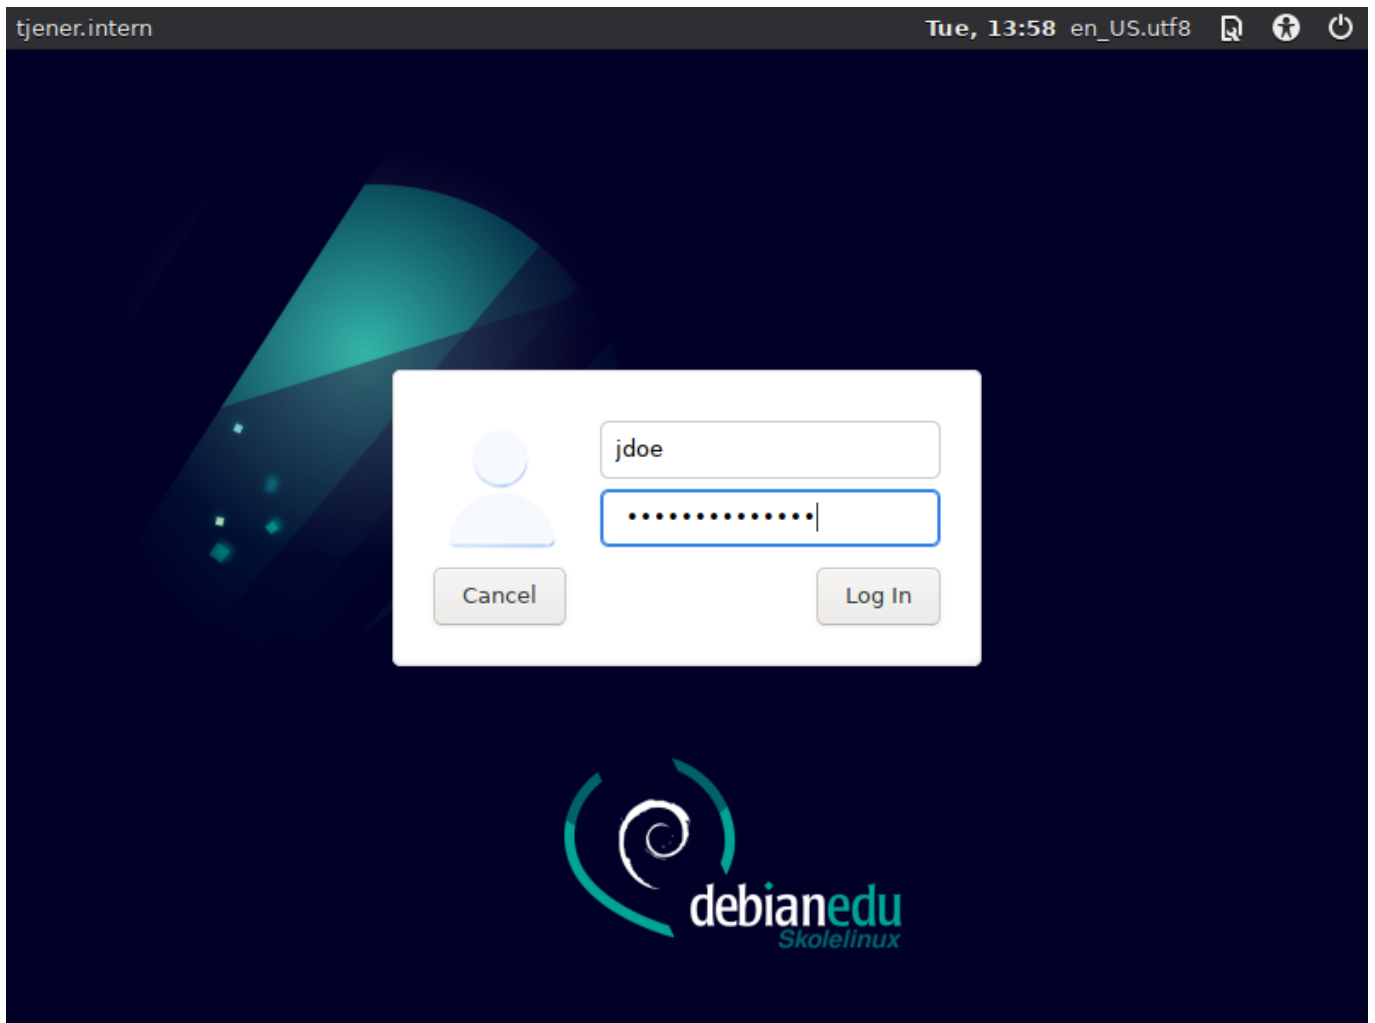 tjener.intern
Tue, 13:58 en_US.utf8
jdoe
••••••••••••••
Cancel
Log In
debianedu
Skolelinux